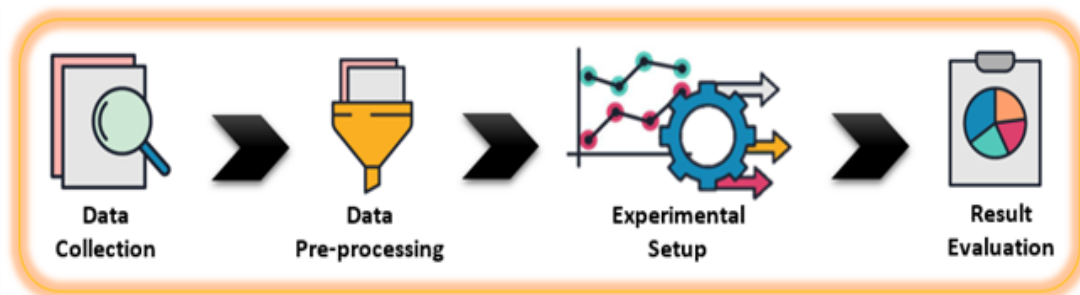 Data
Collection
Data
Pre-processing
Experimental
Setup
Result
Evaluation